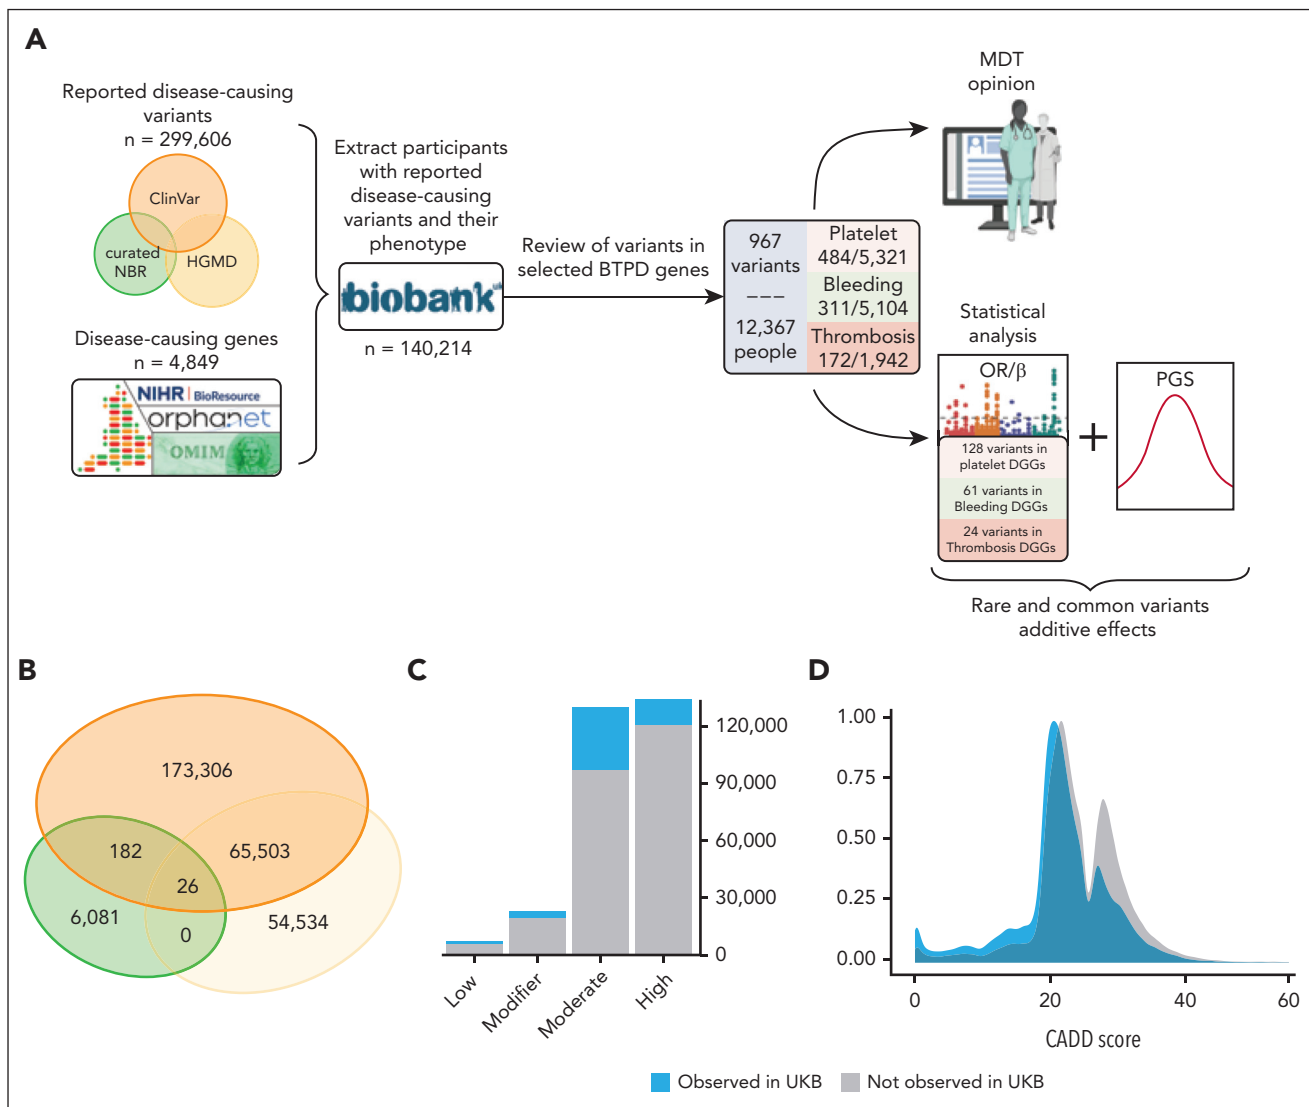 A
Reported disease-causing
variants
n = 299,606
ClinVar
curated
NBR
HGMD
Disease-causing genes
n = 4,849
NIHR | BioResource
orphanet
OMIM
Extract participants
with reported
disease-causing
variants and their
phenotype
biobank uk
n = 140,214
Review of variants in
selected BTPD genes
967
variants
---
12,367
people
Platelet
484/5,321
Bleeding
311/5,104
Thrombosis
172/1,942
MDT
opinion
Statistical
analysis
OR/β
128 variants in
platelet DGGs
61 variants in
Bleeding DGGs
24 variants in
Thrombosis DGGs
+
PGS
Rare and common variants
additive effects
B
173,306
182
65,503
26
6,081
0
54,534
C
120,000
90,000
60,000
30,000
0
Low
Modifier
Moderate
High
D
1.00
0.75
0.50
0.25
0.00
0
20
40
60
CADD score
Observed in UKB
Not observed in UKB